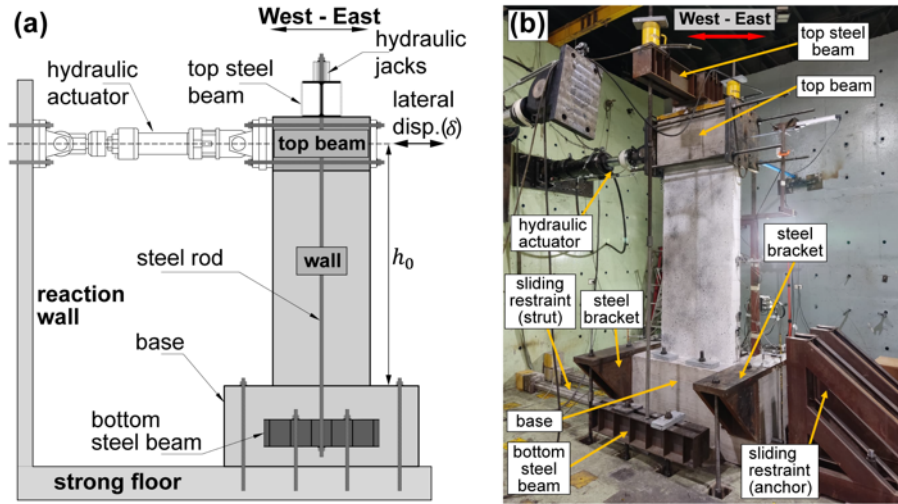 (a)
West - East
hydraulic
jacks
hydraulic
actuator
top steel
beam
lateral
disp.(δ)
top beam
steel rod
wall
h₀
reaction
wall
base
bottom
steel beam
strong floor
(b)
West - East
top steel
beam
top beam
hydraulic
actuator
steel
bracket
sliding
restraint
(strut)
steel
bracket
base
bottom
steel beam
sliding
restraint
(anchor)